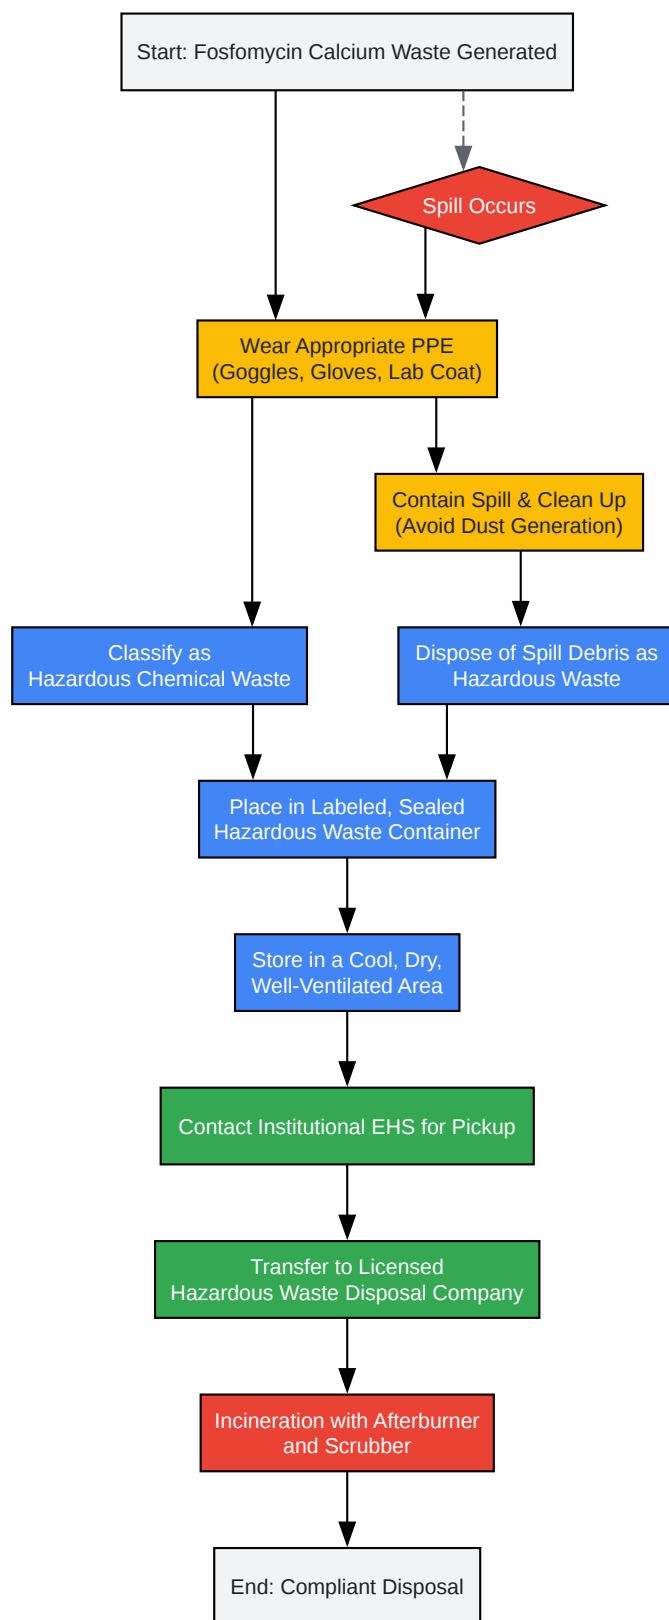 Start: Fosfomycin Calcium Waste Generated
Spill Occurs
Wear Appropriate PPE
(Goggles, Gloves, Lab Coat)
Contain Spill & Clean Up
(Avoid Dust Generation)
Classify as
Hazardous Chemical Waste
Dispose of Spill Debris as
Hazardous Waste
Place in Labeled, Sealed
Hazardous Waste Container
Store in a Cool, Dry,
Well-Ventilated Area
Contact Institutional EHS for Pickup
Transfer to Licensed
Hazardous Waste Disposal Company
Incineration with Afterburner
and Scrubber
End: Compliant Disposal